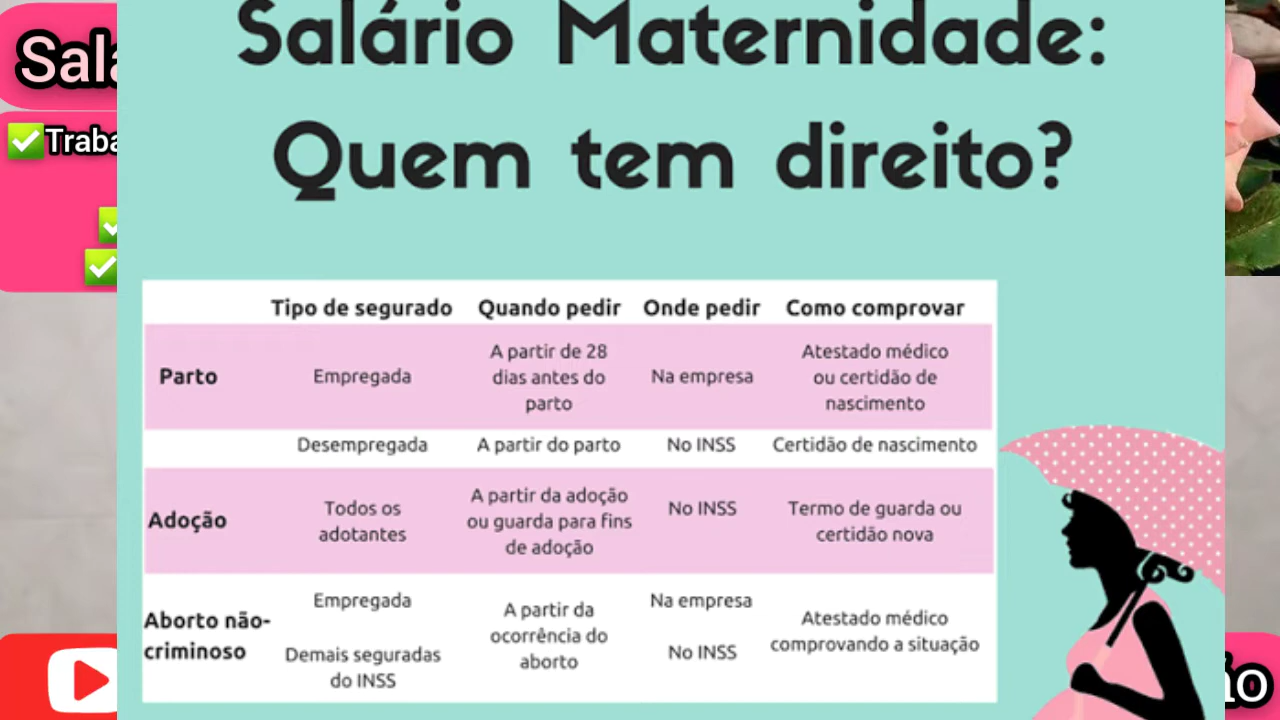 Salário Maternidade:
Quem tem direito?
Sala
✅Traba
Tipo de segurado Quando pedir Onde pedir Como comprovar
Parto
Empregada
A partir de 28
dias antes do
parto
Na empresa
Atestado médico
ou certidão de
nascimento
Desempregada
A partir do parto
No INSS
Certidão de nascimento
Adoção
Todos os
adotantes
A partir da adoção
ou guarda para fins
de adoção
No INSS
Termo de guarda ou
certidão nova
Aborto não-
criminoso
Empregada
Demais seguradas
do INSS
A partir da
ocorrência do
aborto
Na empresa
No INSS
Atestado médico
comprovando a situação